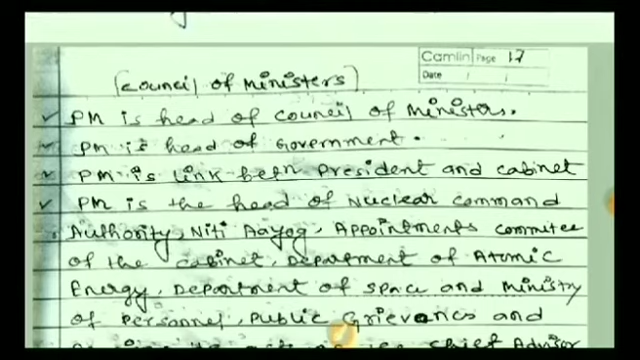 Camlin Page 17
Date / /
[Council of Ministers]
✓ PM is head of Council of Ministers.
✓ PM is head of Government.
✓ PM is link betn President and cabinet
✓ PM is the head of Nuclear command
Authority, Niti Aayog, Appointments committee
of the cabinet, Department of Atomic
Energy, Department of space and Ministry
of Personnel, Public Grievances and
chief Advisor